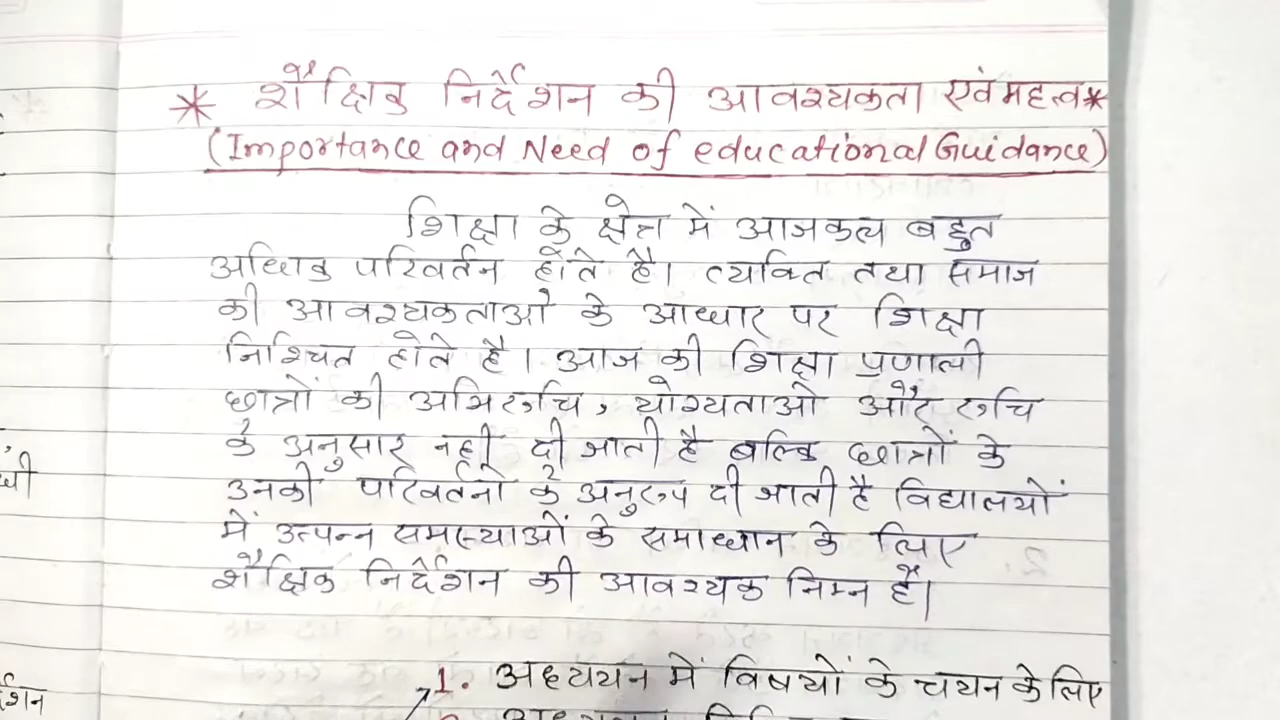 * शैक्षिक निर्देशन की आवश्यकता एवं महत्व *
(Importance and Need of educational Guidance)
शिक्षा के क्षेत्र में आजकल बहुत
अधिक परिवर्तन होते है। व्यक्ति तथा समाज
की आवश्यकताओ के आधार पर शिक्षा
निश्चित होते है। आज की शिक्षा प्रणाली
छात्रों की अभिरुचि, योग्यताओ और रुचि
के अनुसार नही दी जाती है बल्कि छात्रों के
उनकी परिवर्तनो के अनुरुप दी जाती है विद्यालयों
में उत्पन्न समस्याओं के समाधान के लिए
शैक्षिक निर्देशन की आवश्यक निम्न है।
1. अध्ययन में विषयों के चयन के लिए